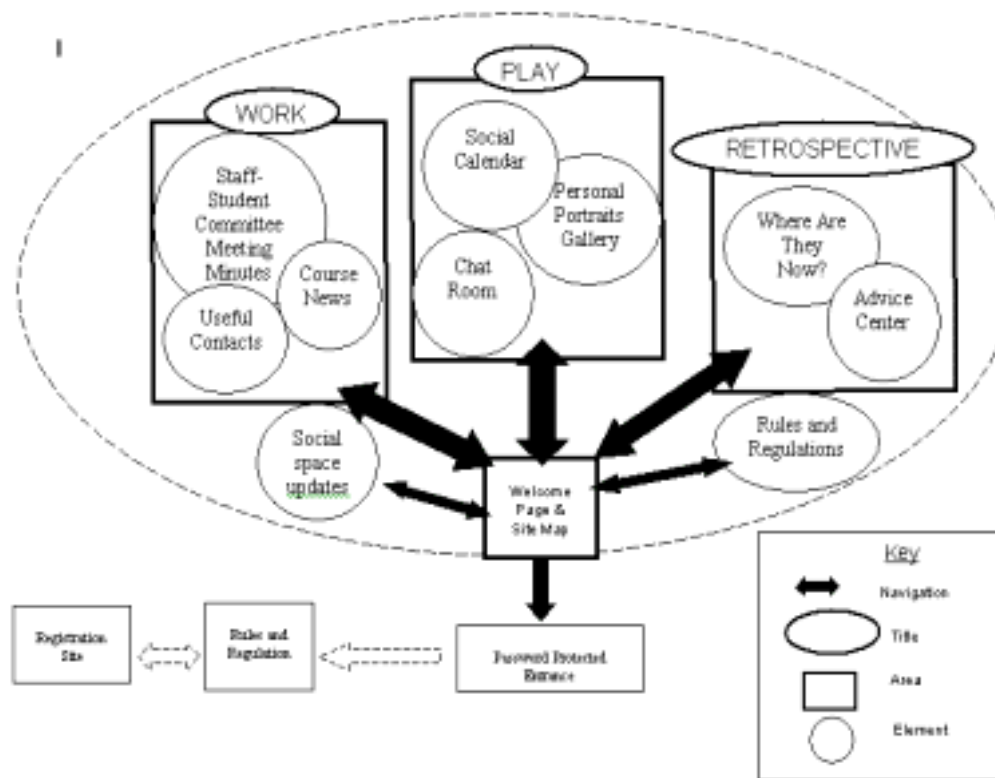 I
WORK
Staff-
Student
Committee
Meeting
Minutes
Course
News
Useful
Contacts
PLAY
Social
Calendar
Personal
Portraits
Gallery
Chat
Room
RETROSPECTIVE
Where Are
They
Now?
Advice
Center
Social
space
updates
Rules and
Regulations
Welcome
Page &
Site Map
Registration
Site
Rules and
Regulation
Password Protected
Entrance
Key
Navigation
Title
Area
Element